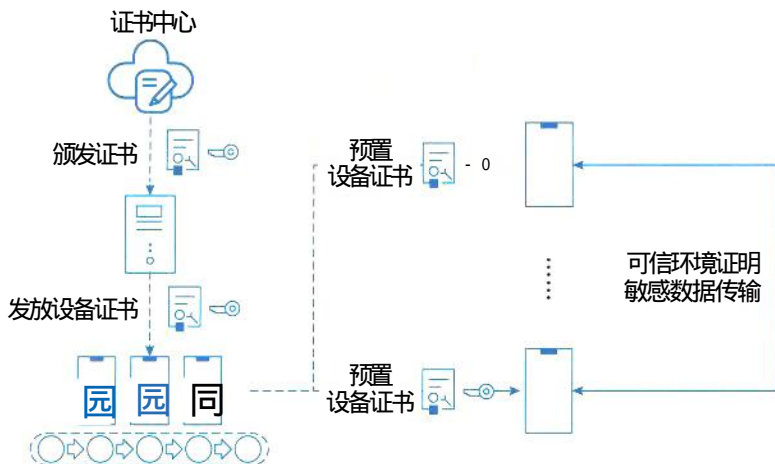 证书中心
颁发证书
预置
设备证书
- 0
可信环境证明
敏感数据传输
发放设备证书
园 园 同
预置
设备证书